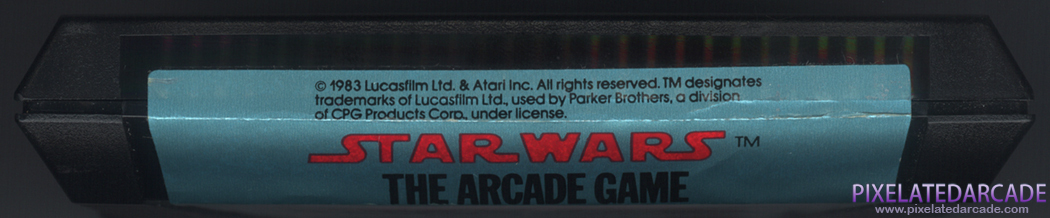 © 1983 Lucasfilm Ltd. & Atari Inc. All rights reserved. TM designates
trademarks of Lucasfilm Ltd., used by Parker Brothers, a division
of CPG Products Corp., under license.
STAR WARS TM
THE ARCADE GAME
PIXELATEDARCADE
www.pixelatedarcade.com